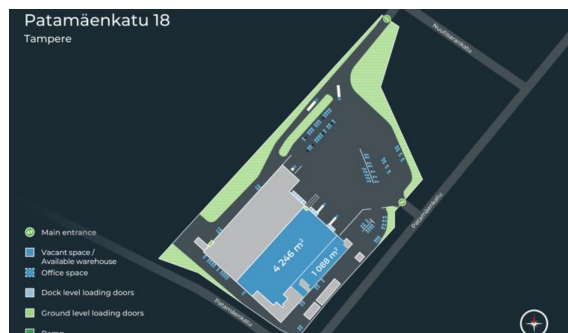 Patamäenkatu 18
Tampere
Nuutisarankatu
Patamäenkatu
4 246 m²
1 088 m²
Patamäenkatu
Main entrance
Vacant space /
Available warehouse
Office space
Dock level loading doors
Ground level loading doors
Ramp